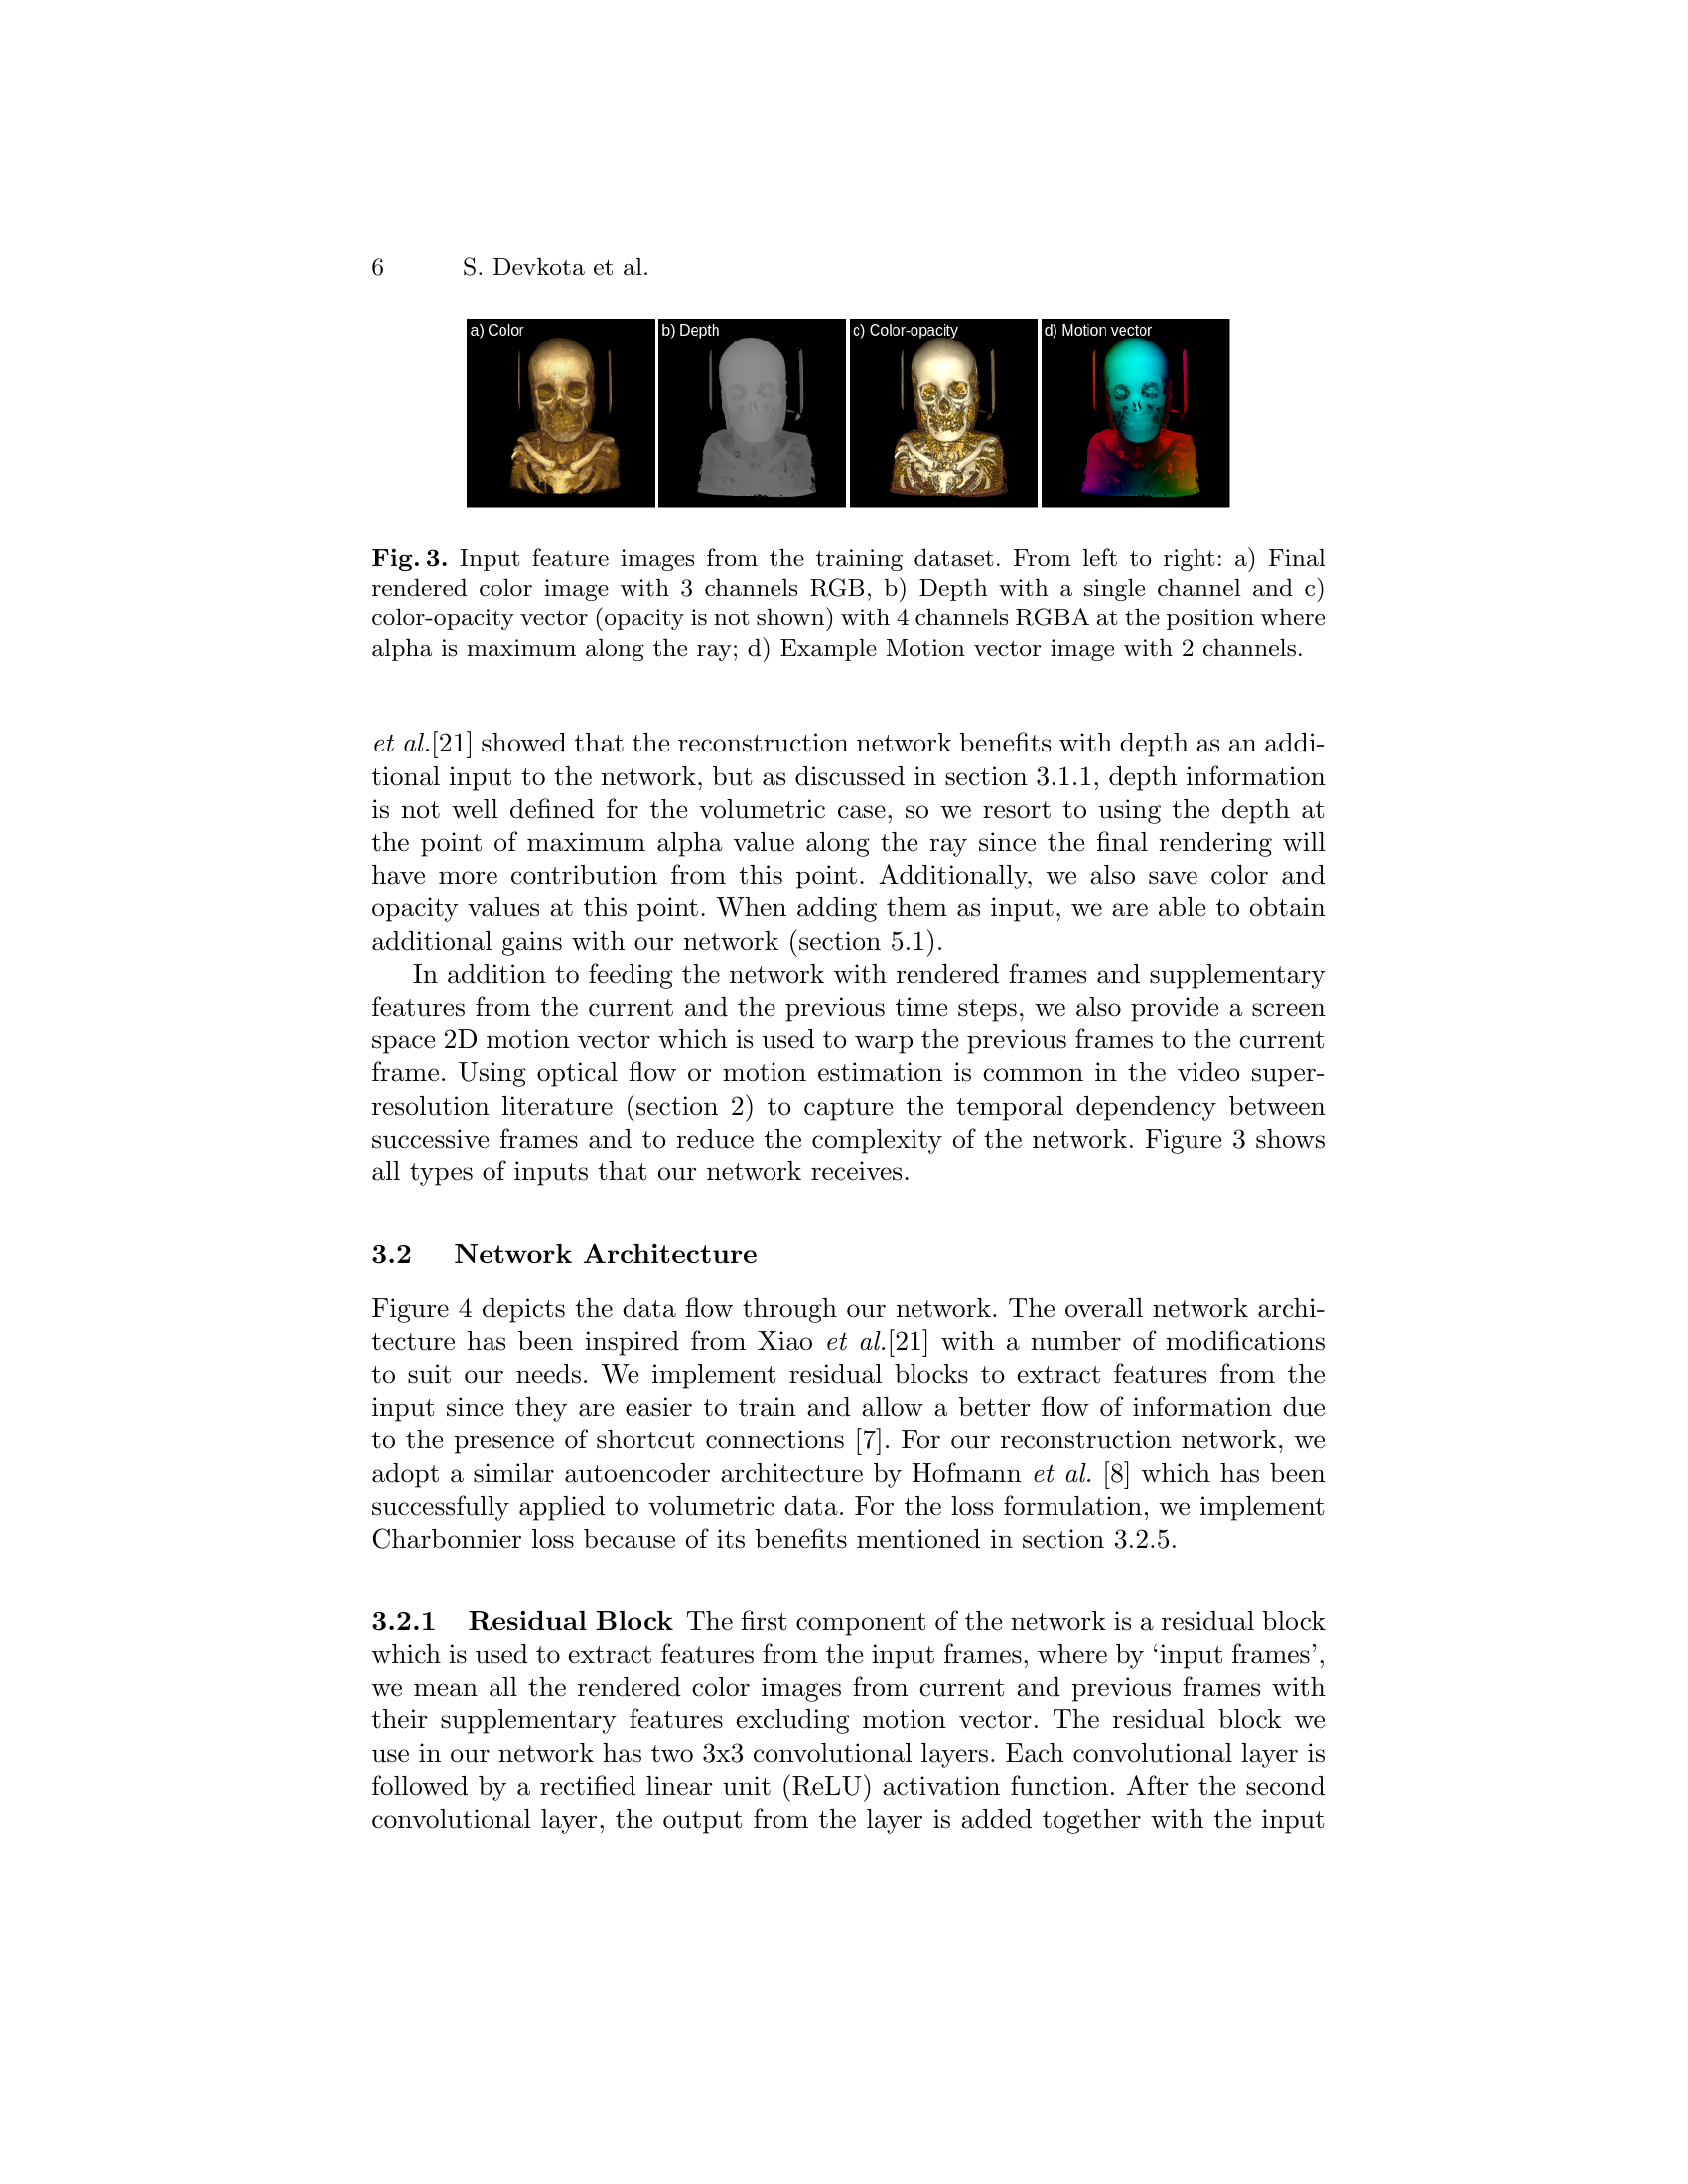 6 S. Devkota et al.
a) Color b) Depth c) Color-opacity d) Motion vector
Fig. 3. Input feature images from the training dataset. From left to right: a) Final
rendered color image with 3 channels RGB, b) Depth with a single channel and c)
color-opacity vector (opacity is not shown) with 4 channels RGBA at the position where
alpha is maximum along the ray; d) Example Motion vector image with 2 channels.
et al.[21] showed that the reconstruction network benefits with depth as an addi-
tional input to the network, but as discussed in section 3.1.1, depth information
is not well defined for the volumetric case, so we resort to using the depth at
the point of maximum alpha value along the ray since the final rendering will
have more contribution from this point. Additionally, we also save color and
opacity values at this point. When adding them as input, we are able to obtain
additional gains with our network (section 5.1).
In addition to feeding the network with rendered frames and supplementary
features from the current and the previous time steps, we also provide a screen
space 2D motion vector which is used to warp the previous frames to the current
frame. Using optical flow or motion estimation is common in the video super-
resolution literature (section 2) to capture the temporal dependency between
successive frames and to reduce the complexity of the network. Figure 3 shows
all types of inputs that our network receives.
3.2 Network Architecture
Figure 4 depicts the data flow through our network. The overall network archi-
tecture has been inspired from Xiao et al.[21] with a number of modifications
to suit our needs. We implement residual blocks to extract features from the
input since they are easier to train and allow a better flow of information due
to the presence of shortcut connections [7]. For our reconstruction network, we
adopt a similar autoencoder architecture by Hofmann et al. [8] which has been
successfully applied to volumetric data. For the loss formulation, we implement
Charbonnier loss because of its benefits mentioned in section 3.2.5.
3.2.1 Residual Block The first component of the network is a residual block
which is used to extract features from the input frames, where by ‘input frames’,
we mean all the rendered color images from current and previous frames with
their supplementary features excluding motion vector. The residual block we
use in our network has two 3x3 convolutional layers. Each convolutional layer is
followed by a rectified linear unit (ReLU) activation function. After the second
convolutional layer, the output from the layer is added together with the input